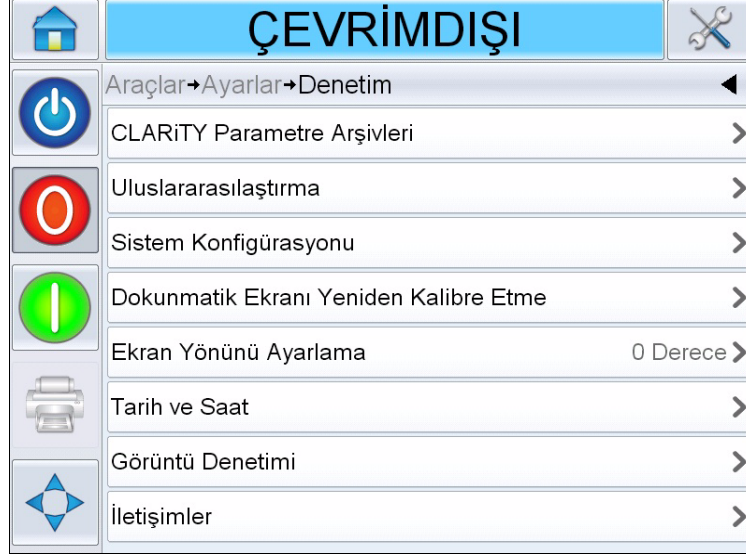 ÇEVRİMDIŞI
Araçlar→Ayarlar→Denetim
CLARiTY Parametre Arşivleri
Uluslararasılaştırma
Sistem Konfigürasyonu
Dokunmatik Ekranı Yeniden Kalibre Etme
Ekran Yönünü Ayarlama 0 Derece
Tarih ve Saat
Görüntü Denetimi
İletişimler